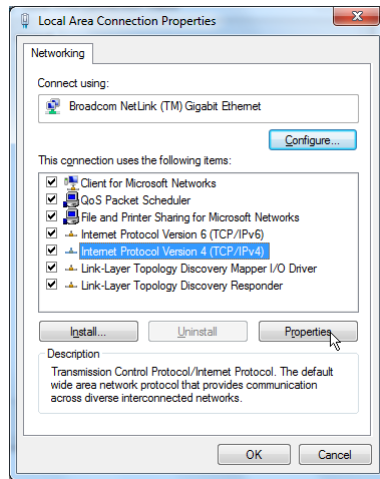 Local Area Connection Properties
Networking
Connect using:
Broadcom NetLink (TM) Gigabit Ethernet
Configure...
This connection uses the following items:
Client for Microsoft Networks
QoS Packet Scheduler
File and Printer Sharing for Microsoft Networks
Internet Protocol Version 6 (TCP/IPv6)
Internet Protocol Version 4 (TCP/IPv4)
Link-Layer Topology Discovery Mapper I/O Driver
Link-Layer Topology Discovery Responder
Install... Uninstall Properties
Description
Transmission Control Protocol/Internet Protocol. The default
wide area network protocol that provides communication
across diverse interconnected networks.
OK Cancel